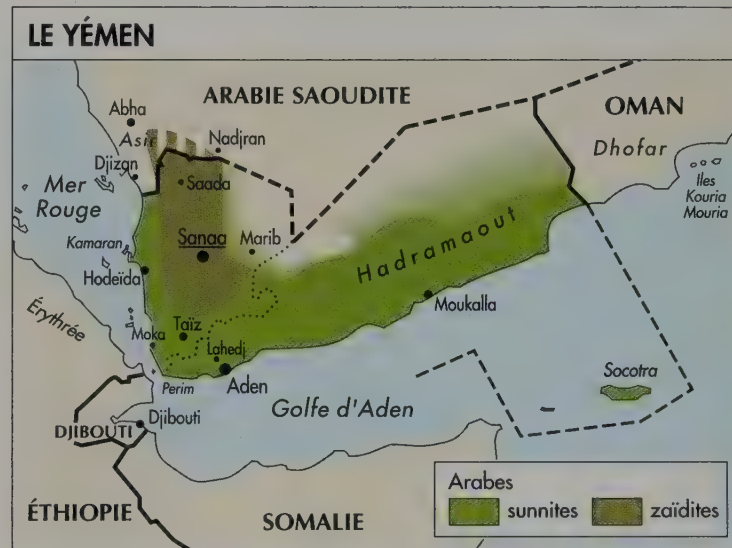 LE YÉMEN
ARABIE SAOUDITE
OMAN
Dhofar
Iles
Kouria
Mouria
Abha
Asir
Nadjran
Djizan
Saada
Mer
Rouge
Kamaran
Sanaa
Marib
Hadramaout
Hodeïda
Moukalla
Érythrée
Moka
Taïz
Lahedj
Aden
Perim
Socotra
Golfe d'Aden
Djibouti
DJIBOUTI
ÉTHIOPIE
SOMALIE
Arabes
sunnites
zaïdites